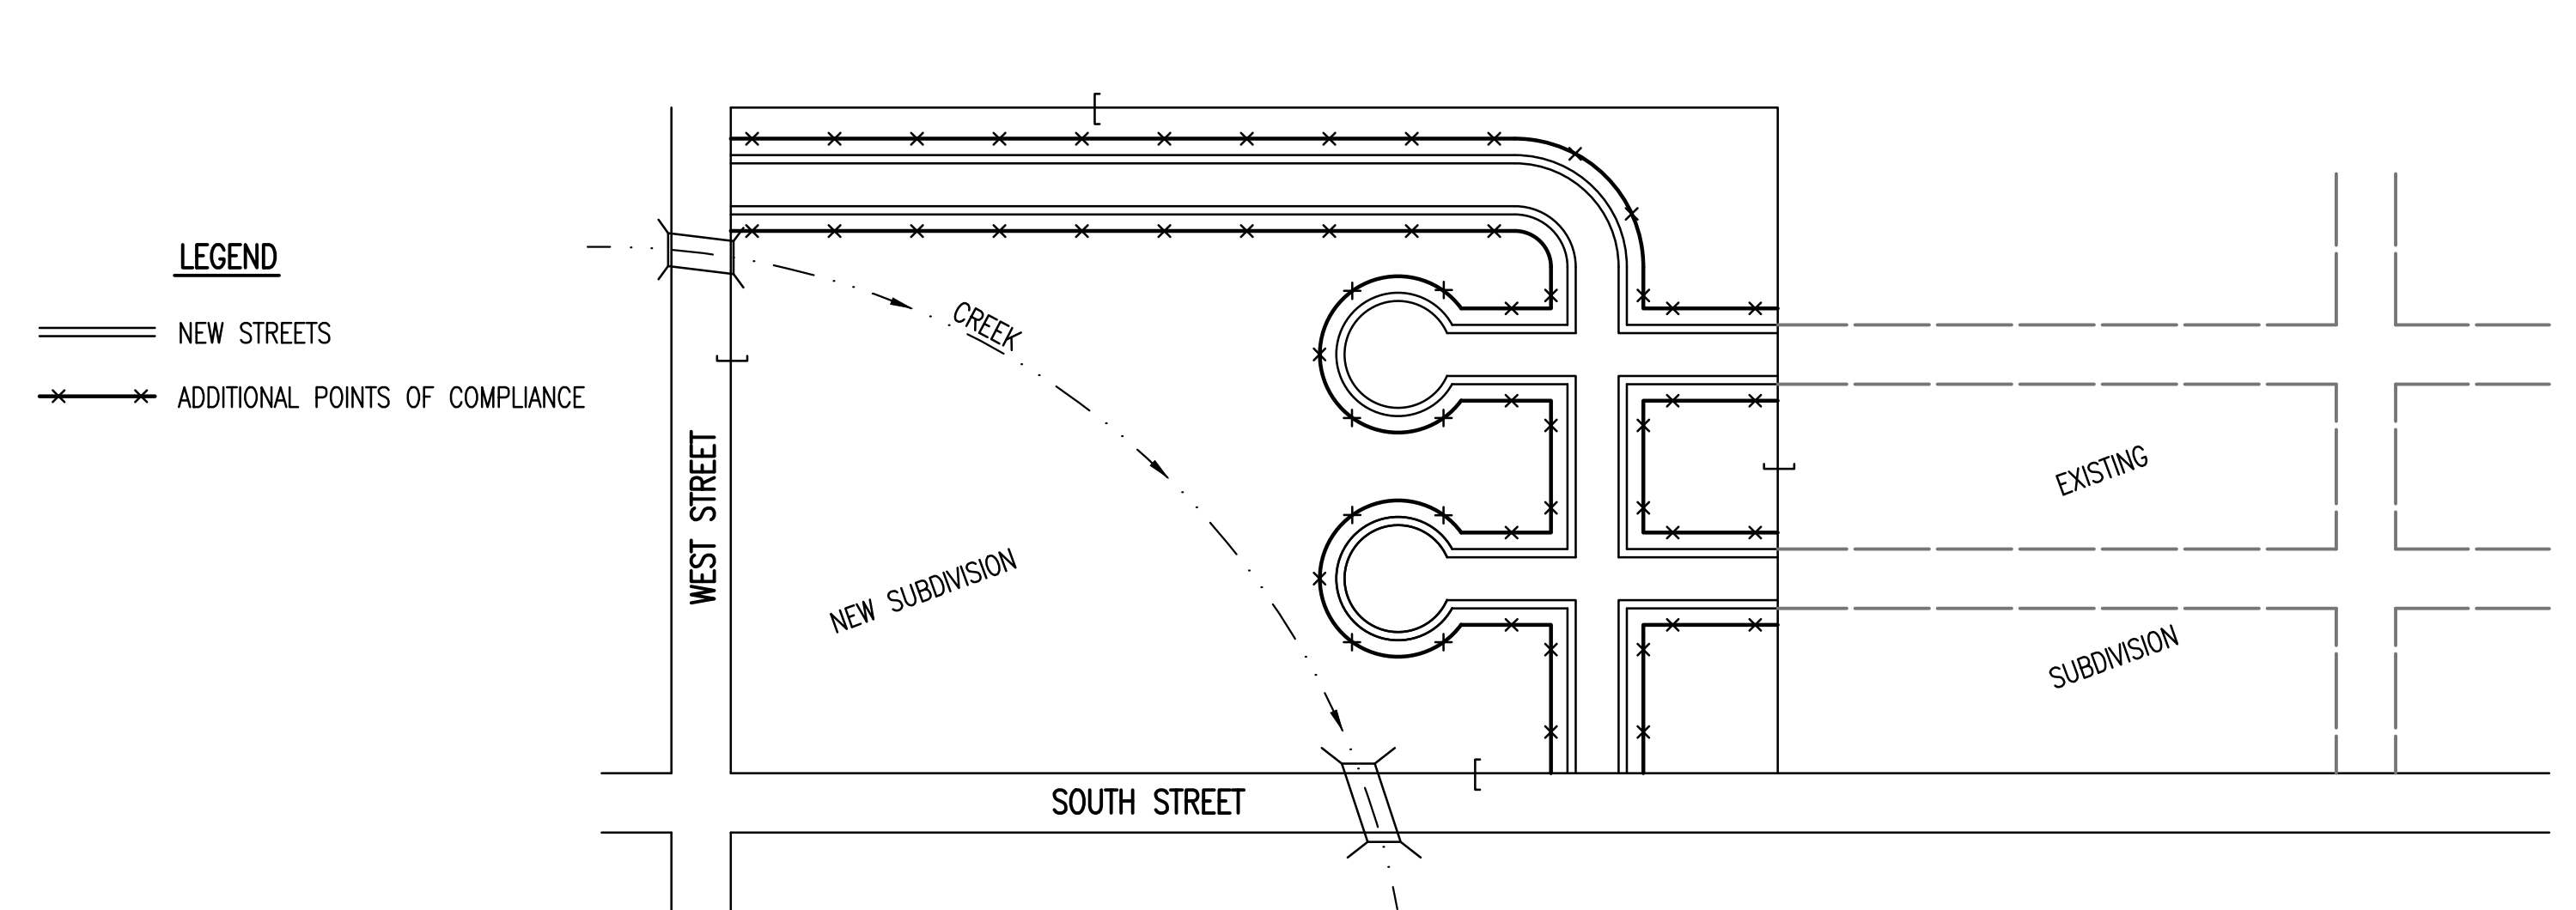 LEGEND
NEW STREETS
ADDITIONAL POINTS OF COMPLIANCE
CREEK
WEST STREET
NEW SUBDIVISION
EXISTING
SUBDIVISION
SOUTH STREET